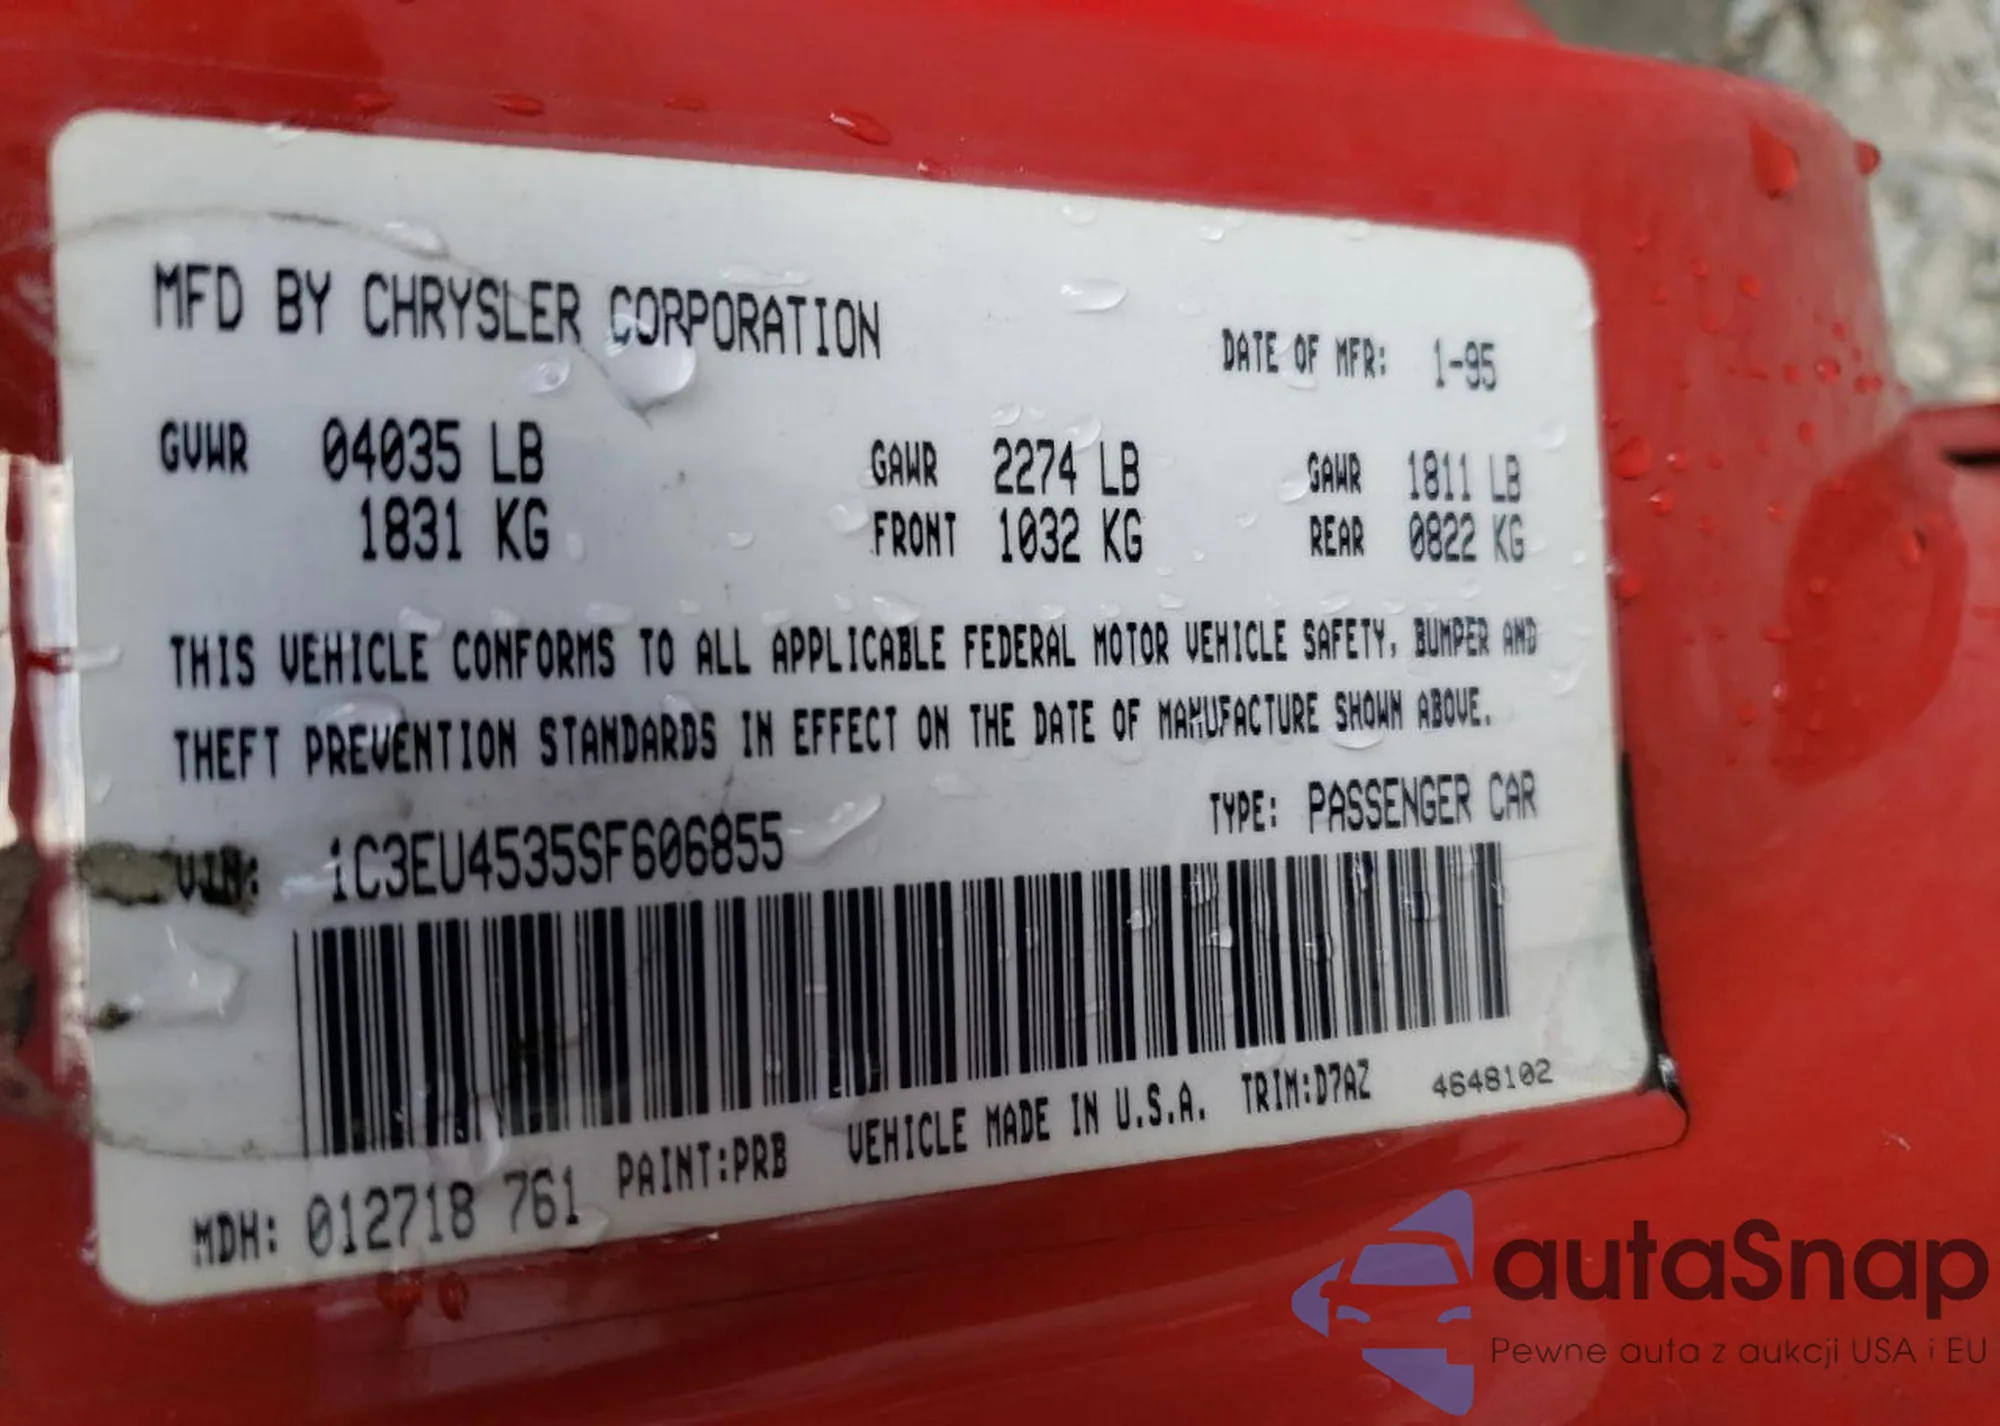 MFD BY CHRYSLER CORPORATION
DATE OF MFR: 1-95
GVWR 04035 LB GAWR 2274 LB GAWR 1811 LB
1831 KG FRONT 1032 KG REAR 0822 KG
THIS VEHICLE CONFORMS TO ALL APPLICABLE FEDERAL MOTOR VEHICLE SAFETY, BUMPER AND
THEFT PREVENTION STANDARDS IN EFFECT ON THE DATE OF MANUFACTURE SHOWN ABOVE.
VIN: 1C3EU4535SF606855 TYPE: PASSENGER CAR
MDH: 012718 761 PAINT:PRB VEHICLE MADE IN U.S.A. TRIM:D7AZ 4648102
autaSnap
Pewne auta z aukcji USA i EU